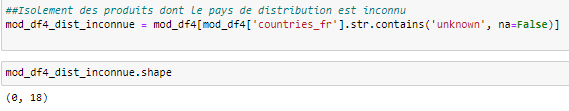 ##Isolement des produits dont le pays de distribution est inconnu
mod_df4_dist_inconnue = mod_df4[mod_df4['countries_fr'].str.contains('unknown', na=False)]
mod_df4_dist_inconnue.shape
(0, 18)